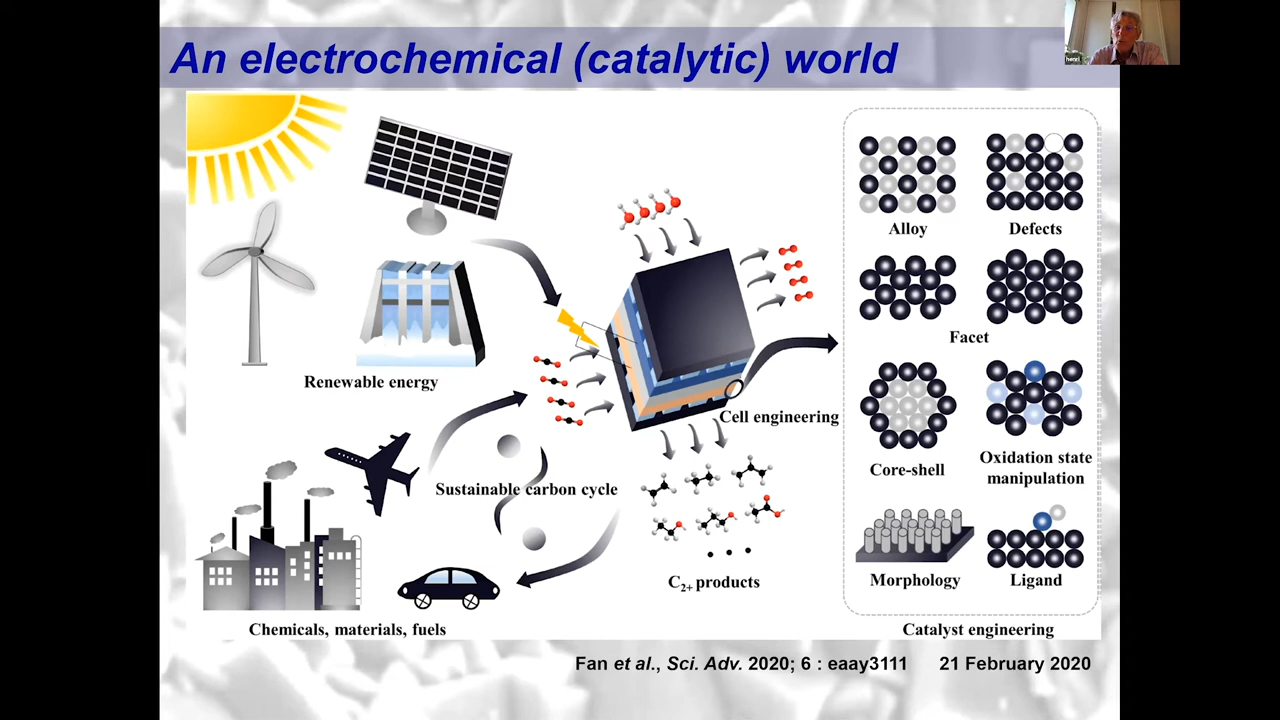 An electrochemical (catalytic) world
henri
Renewable energy
Sustainable carbon cycle
Chemicals, materials, fuels
Cell engineering
C2+ products
Alloy
Defects
Facet
Core-shell
Oxidation state
manipulation
Morphology
Ligand
Catalyst engineering
Fan et al., Sci. Adv. 2020; 6 : eaay3111 21 February 2020